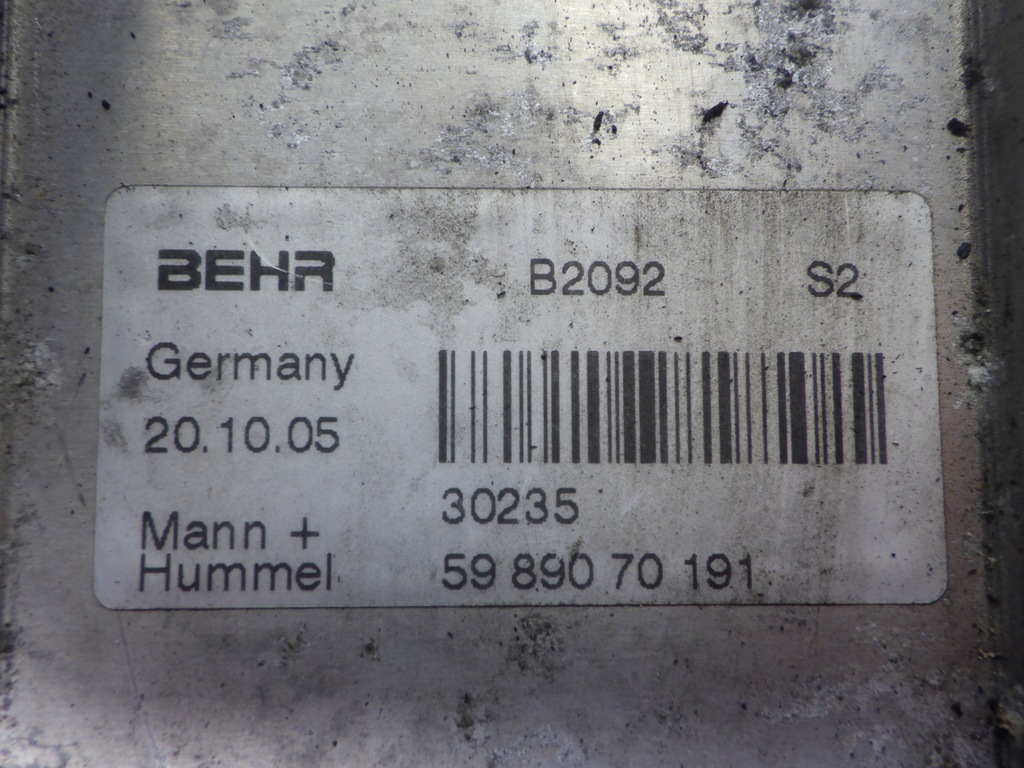 BEHR B2092 S2
Germany
20.10.05
30235
Mann +
Hummel 59 890 70 191